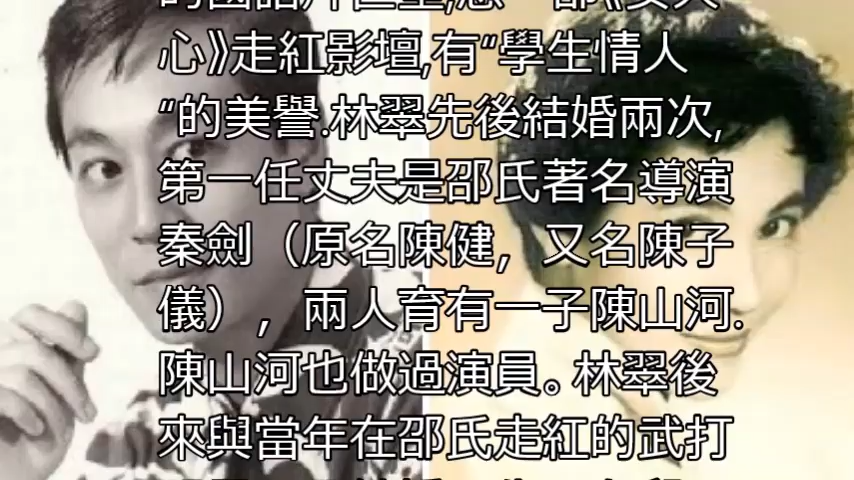 心》走紅影壇,有“學生情人
“的美譽.林翠先後結婚兩次,
第一任丈夫是邵氏著名導演
秦劍（原名陳健，又名陳子
儀），兩人育有一子陳山河.
陳山河也做過演員。林翠後
來與當年在邵氏走紅的武打